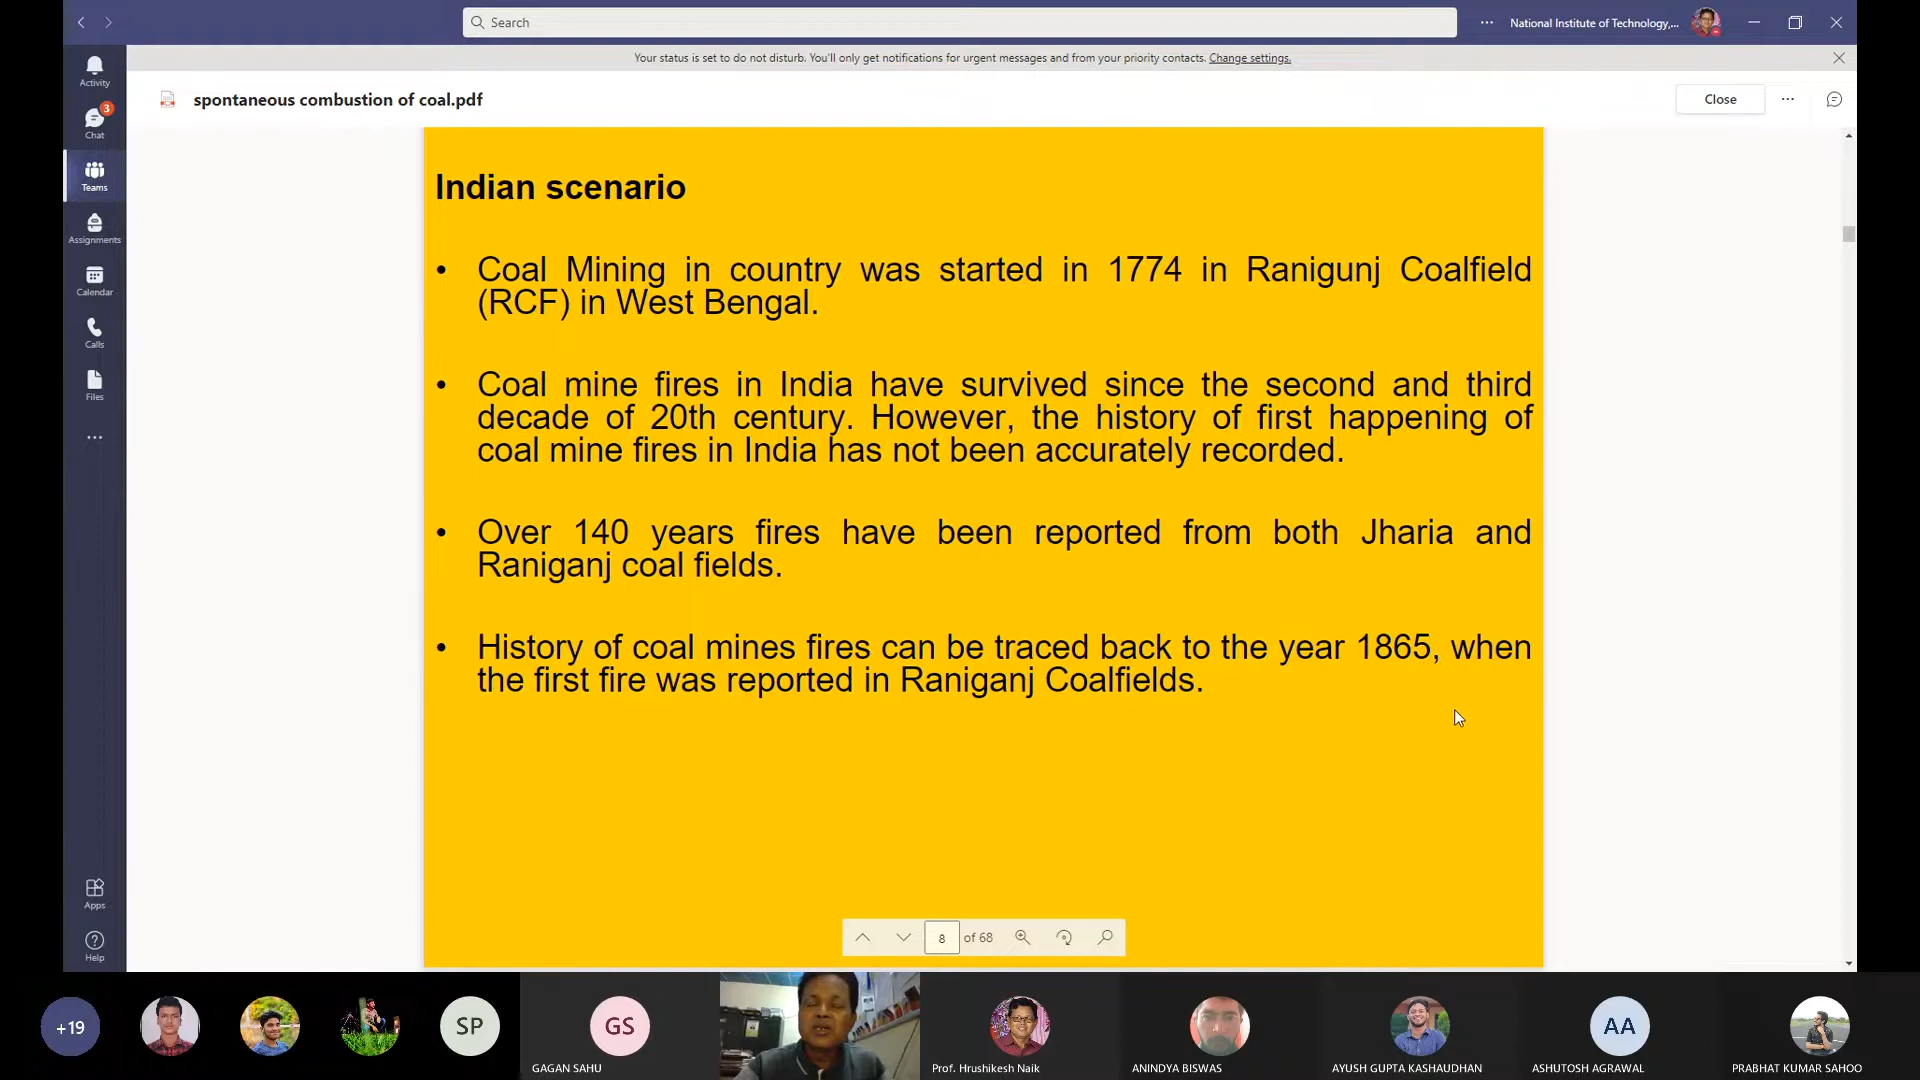 Search
National Institute of Technology,...
Your status is set to do not disturb. You'll only get notifications for urgent messages and from your priority contacts. Change settings.
Activity
3
Chat
Teams
Assignments
Calendar
Calls
Files
Apps
Help
spontaneous combustion of coal.pdf
Close
Indian scenario
• Coal Mining in country was started in 1774 in Ranigunj Coalfield
(RCF) in West Bengal.
• Coal mine fires in India have survived since the second and third
decade of 20th century. However, the history of first happening of
coal mine fires in India has not been accurately recorded.
• Over 140 years fires have been reported from both Jharia and
Raniganj coal fields.
• History of coal mines fires can be traced back to the year 1865, when
the first fire was reported in Raniganj Coalfields.
8 of 68
+19
SP
GS
GAGAN SAHU
Prof. Hrushikesh Naik
ANINDYA BISWAS
AYUSH GUPTA KASHAUDHAN
AA
ASHUTOSH AGRAWAL
PRABHAT KUMAR SAHOO